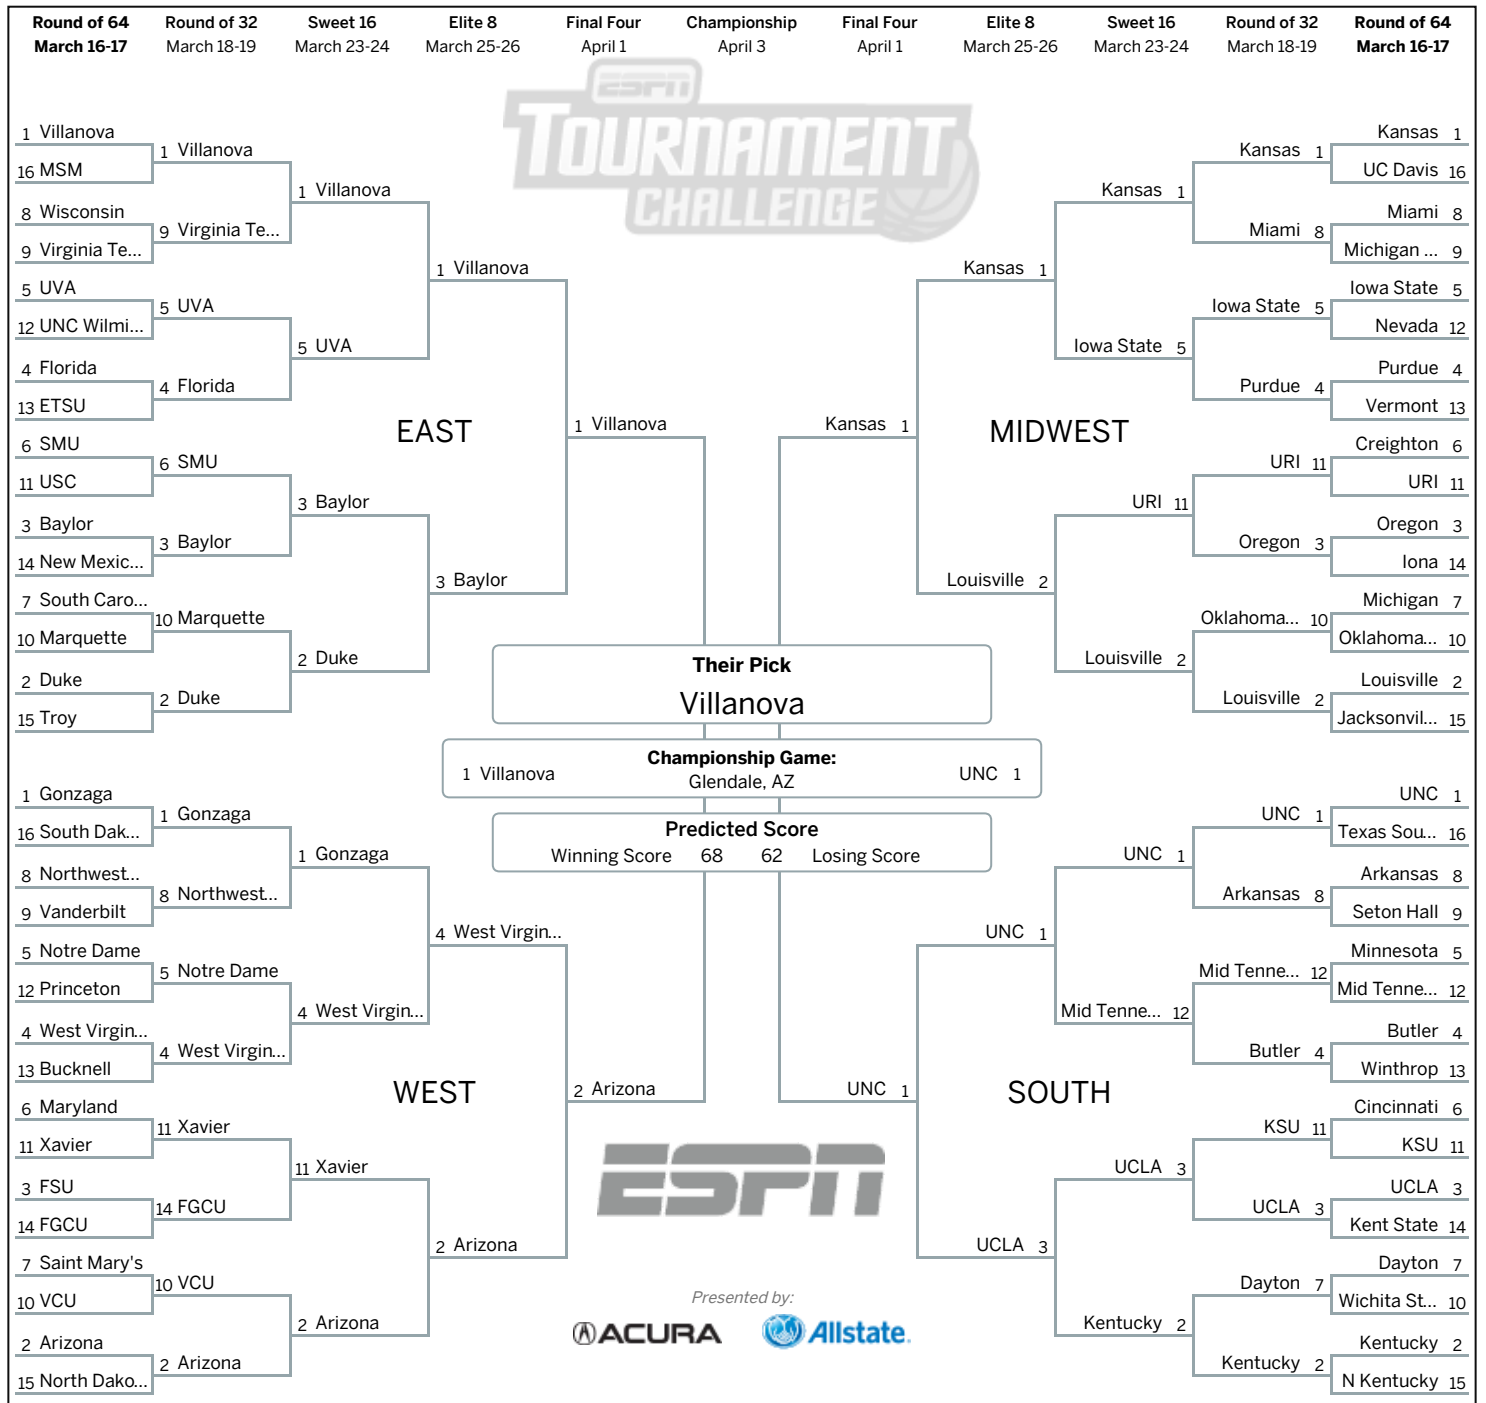 Round of 64 Round of 32 Sweet 16 Elite 8 Final Four Championship Final Four Elite 8 Sweet 16 Round of 32 Round of 64
March 16-17 March 18-19 March 23-24 March 25-26 April 1 April 3 April 1 March 25-26 March 23-24 March 18-19 March 16-17
ESPN
TOURNAMENT
CHALLENGE
1 Villanova
16 MSM
8 Wisconsin
9 Virginia Te...
5 UVA
12 UNC Wilmi...
4 Florida
13 ETSU
6 SMU
11 USC
3 Baylor
14 New Mexic...
7 South Caro...
10 Marquette
2 Duke
15 Troy
1 Villanova
9 Virginia Te...
5 UVA
4 Florida
6 SMU
3 Baylor
10 Marquette
2 Duke
1 Villanova
5 UVA
3 Baylor
2 Duke
1 Villanova
3 Baylor
EAST
1 Villanova
Kansas 1
MIDWEST
Kansas 1
Louisville 2
Kansas 1
Iowa State 5
URI 11
Louisville 2
Kansas 1
Miami 8
Iowa State 5
Purdue 4
URI 11
Oregon 3
Oklahoma... 10
Louisville 2
Kansas 1
UC Davis 16
Miami 8
Michigan ... 9
Iowa State 5
Nevada 12
Purdue 4
Vermont 13
Creighton 6
URI 11
Oregon 3
Iona 14
Michigan 7
Oklahoma... 10
Louisville 2
Jacksonvil... 15
Their Pick
Villanova
Championship Game:
1 Villanova Glendale, AZ UNC 1
Predicted Score
Winning Score 68 62 Losing Score
1 Gonzaga
16 South Dak...
8 Northwest...
9 Vanderbilt
5 Notre Dame
12 Princeton
4 West Virgin...
13 Bucknell
6 Maryland
11 Xavier
3 FSU
14 FGCU
7 Saint Mary's
10 VCU
2 Arizona
15 North Dako...
1 Gonzaga
8 Northwest...
5 Notre Dame
4 West Virgin...
11 Xavier
14 FGCU
10 VCU
2 Arizona
1 Gonzaga
4 West Virgin...
11 Xavier
2 Arizona
4 West Virgin...
2 Arizona
WEST
2 Arizona
UNC 1
SOUTH
UNC 1
UCLA 3
UNC 1
Mid Tenne... 12
UCLA 3
Kentucky 2
UNC 1
Arkansas 8
Mid Tenne... 12
Butler 4
KSU 11
UCLA 3
Dayton 7
Kentucky 2
UNC 1
Texas Sou... 16
Arkansas 8
Seton Hall 9
Minnesota 5
Mid Tenne... 12
Butler 4
Winthrop 13
Cincinnati 6
KSU 11
UCLA 3
Kent State 14
Dayton 7
Wichita St... 10
Kentucky 2
N Kentucky 15
ESPN
Presented by:
ACURA Allstate.